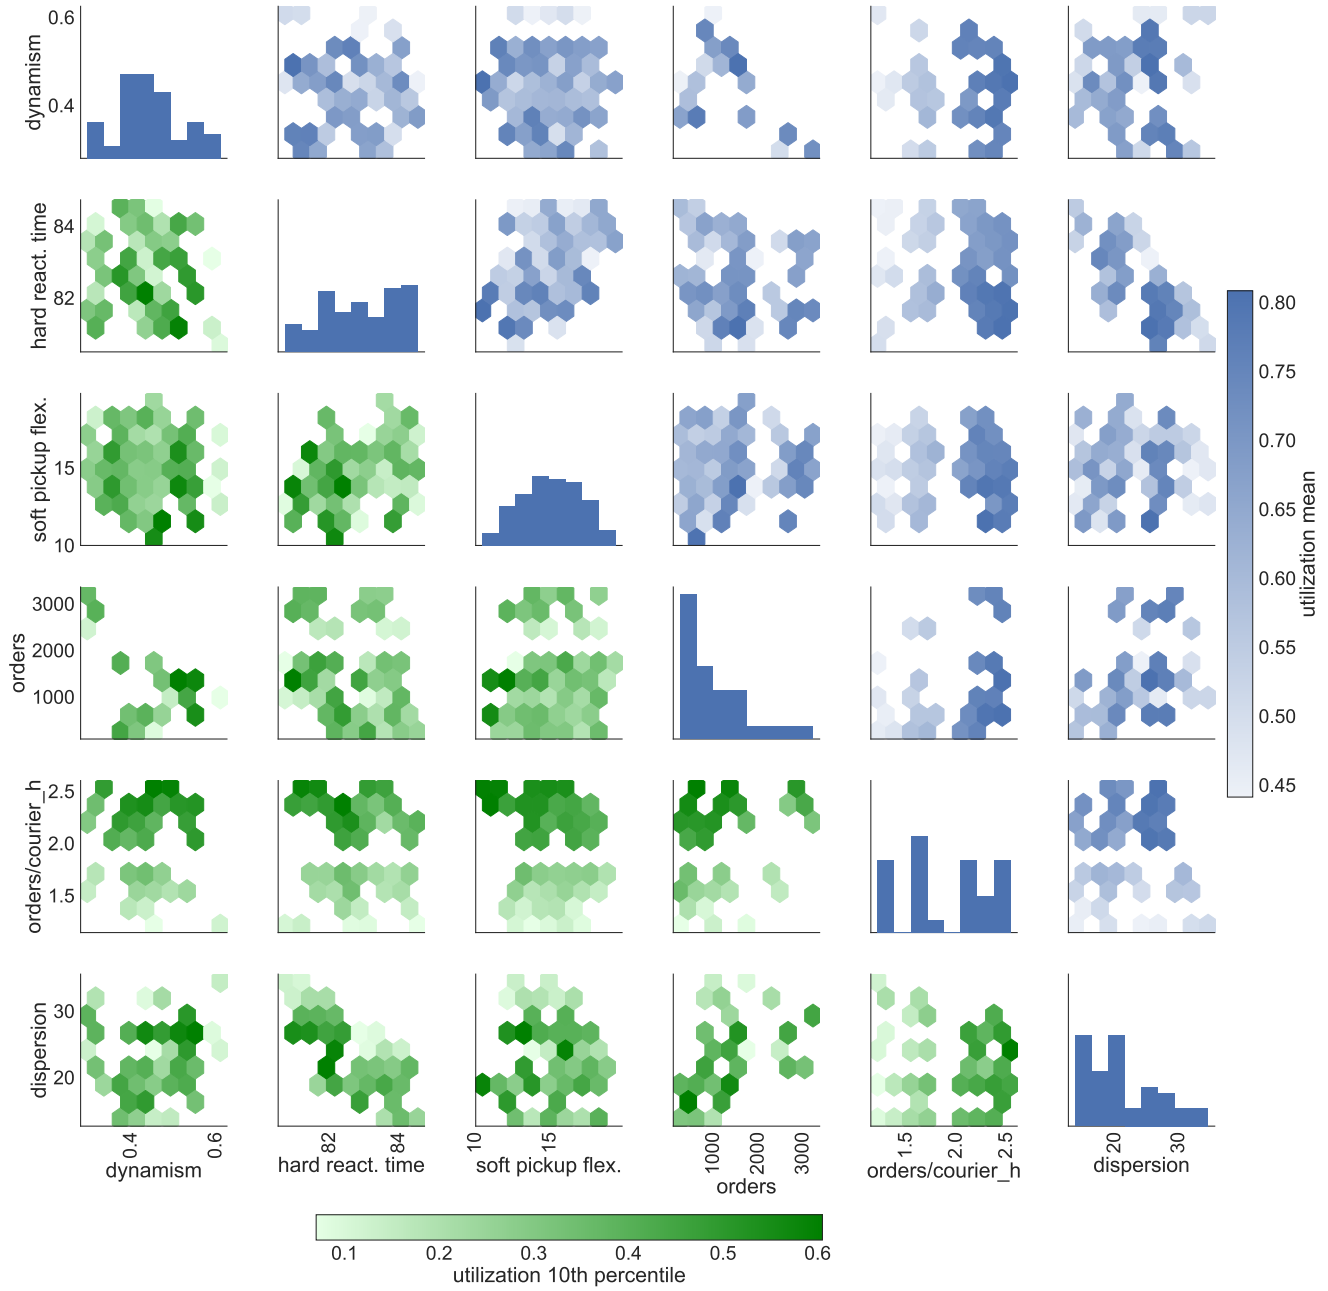 0.6
0.4
dynamism
84
82
hard react. time
15
10
soft pickup flex.
3000
2000
1000
orders
2.5
2.0
1.5
orders/courier_h
30
20
dispersion
0.80
0.75
0.70
0.65
0.60
0.55
0.50
0.45
utilization mean
0.4 0.6
dynamism
82 84
hard react. time
10 15
soft pickup flex.
1000 2000 3000
orders
1.5 2.0 2.5
orders/courier_h
20 30
dispersion
0.1 0.2 0.3 0.4 0.5 0.6
utilization 10th percentile